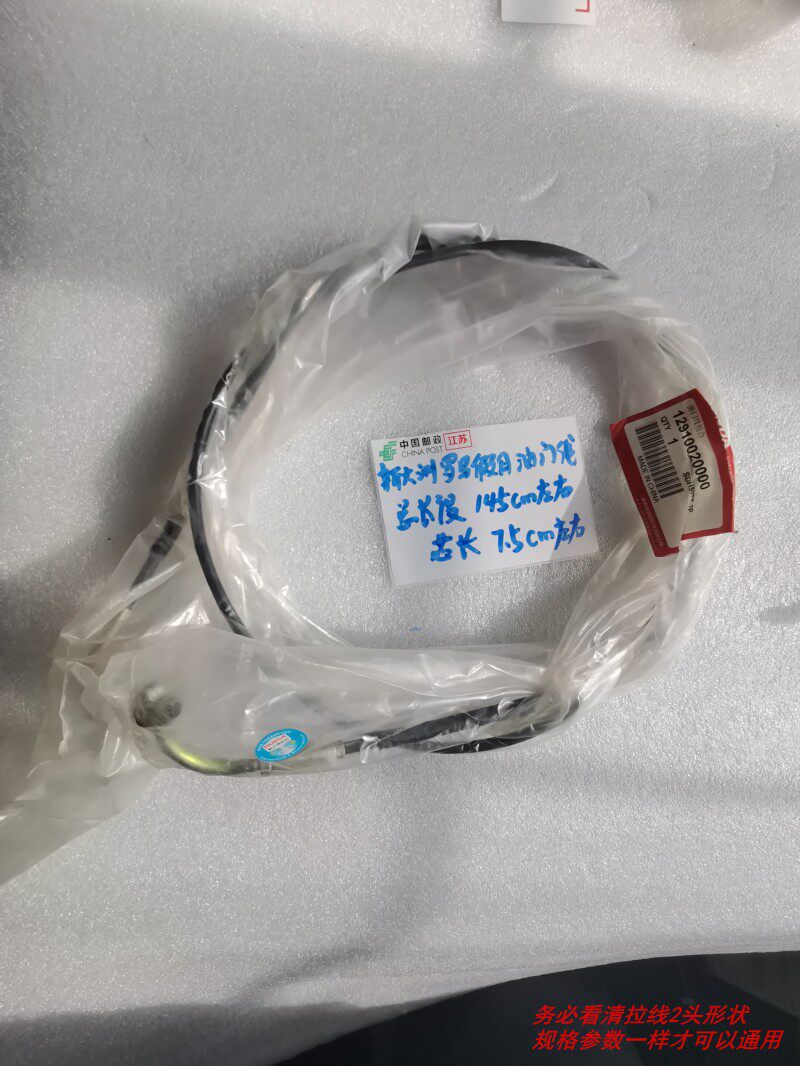 中国邮政 江苏
CHINA POST
新大洲罗马假日油门线
总长度 145cm左右
芯长 7.5cm左右
12910020000
QTY 1
MADE IN CHINA
务必看清拉线2头形状
规格参数一样才可以通用